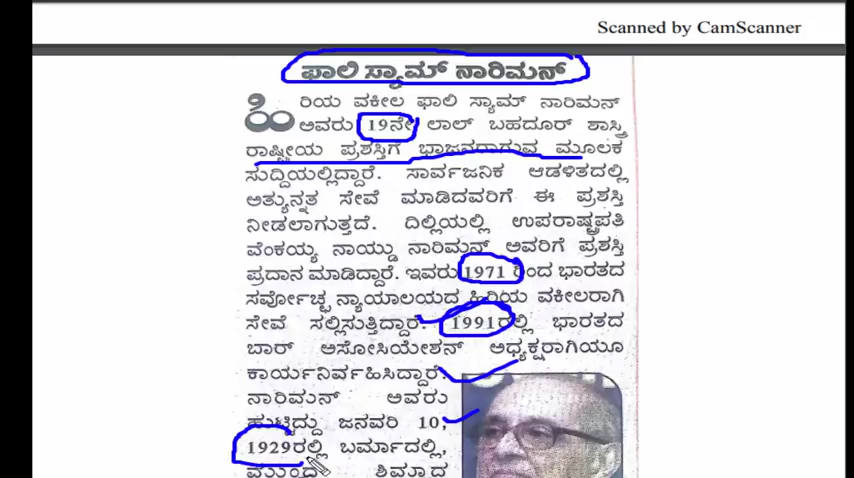 Scanned by CamScanner
ಫಾಲಿ ಸ್ಯಾಮ್ ನಾರಿಮನ್
ಹಿರಿಯ ವಕೀಲ ಫಾಲಿ ಸ್ಯಾಮ್ ನಾರಿಮನ್
ಅವರು 19ನೇ ಲಾಲ್ ಬಹದೂರ್ ಶಾಸ್ತ್ರಿ
ರಾಷ್ಟ್ರೀಯ ಪ್ರಶಸ್ತಿಗೆ ಭಾಜನರಾಗುವ ಮೂಲಕ
ಸುದ್ದಿಯಲ್ಲಿದ್ದಾರೆ. ಸಾರ್ವಜನಿಕ ಆಡಳಿತದಲ್ಲಿ
ಅತ್ಯುನ್ನತ ಸೇವೆ ಮಾಡಿದವರಿಗೆ ಈ ಪ್ರಶಸ್ತಿ
ನೀಡಲಾಗುತ್ತದೆ. ದಿಲ್ಲಿಯಲ್ಲಿ ಉಪರಾಷ್ಟ್ರಪತಿ
ವೆಂಕಯ್ಯ ನಾಯ್ಡು ನಾರಿಮನ್ ಅವರಿಗೆ ಪ್ರಶಸ್ತಿ
ಪ್ರದಾನ ಮಾಡಿದ್ದಾರೆ. ಇವರು 1971 ರಿಂದ ಭಾರತದ
ಸರ್ವೋಚ್ಛ ನ್ಯಾಯಾಲಯದ ಹಿರಿಯ ವಕೀಲರಾಗಿ
ಸೇವೆ ಸಲ್ಲಿಸುತ್ತಿದ್ದಾರೆ. 1991ರಲ್ಲಿ ಭಾರತದ
ಬಾರ್ ಅಸೋಸಿಯೇಶನ್ ಅಧ್ಯಕ್ಷರಾಗಿಯೂ
ಕಾರ್ಯನಿರ್ವಹಿಸಿದ್ದಾರೆ.
ನಾರಿಮನ್ ಅವರು
ಹುಟ್ಟಿದ್ದು ಜನವರಿ 10,
1929ರಲ್ಲಿ ಬರ್ಮಾದಲ್ಲಿ,